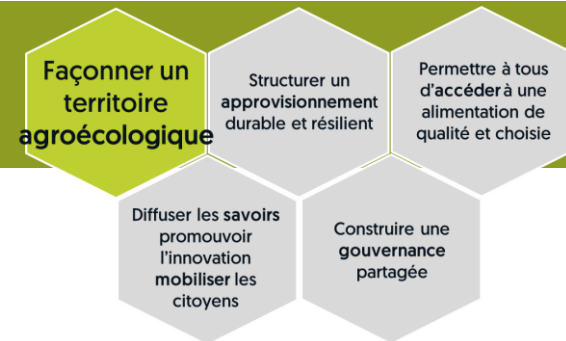 Façonner un
territoire
agroécologique
Structurer un
approvisionnement
durable et résilient
Permettre à tous
d'accéder à une
alimentation de
qualité et choisie
Diffuser les savoirs
promouvoir
l'innovation
mobiliser les
citoyens
Construire une
gouvernance
partagée